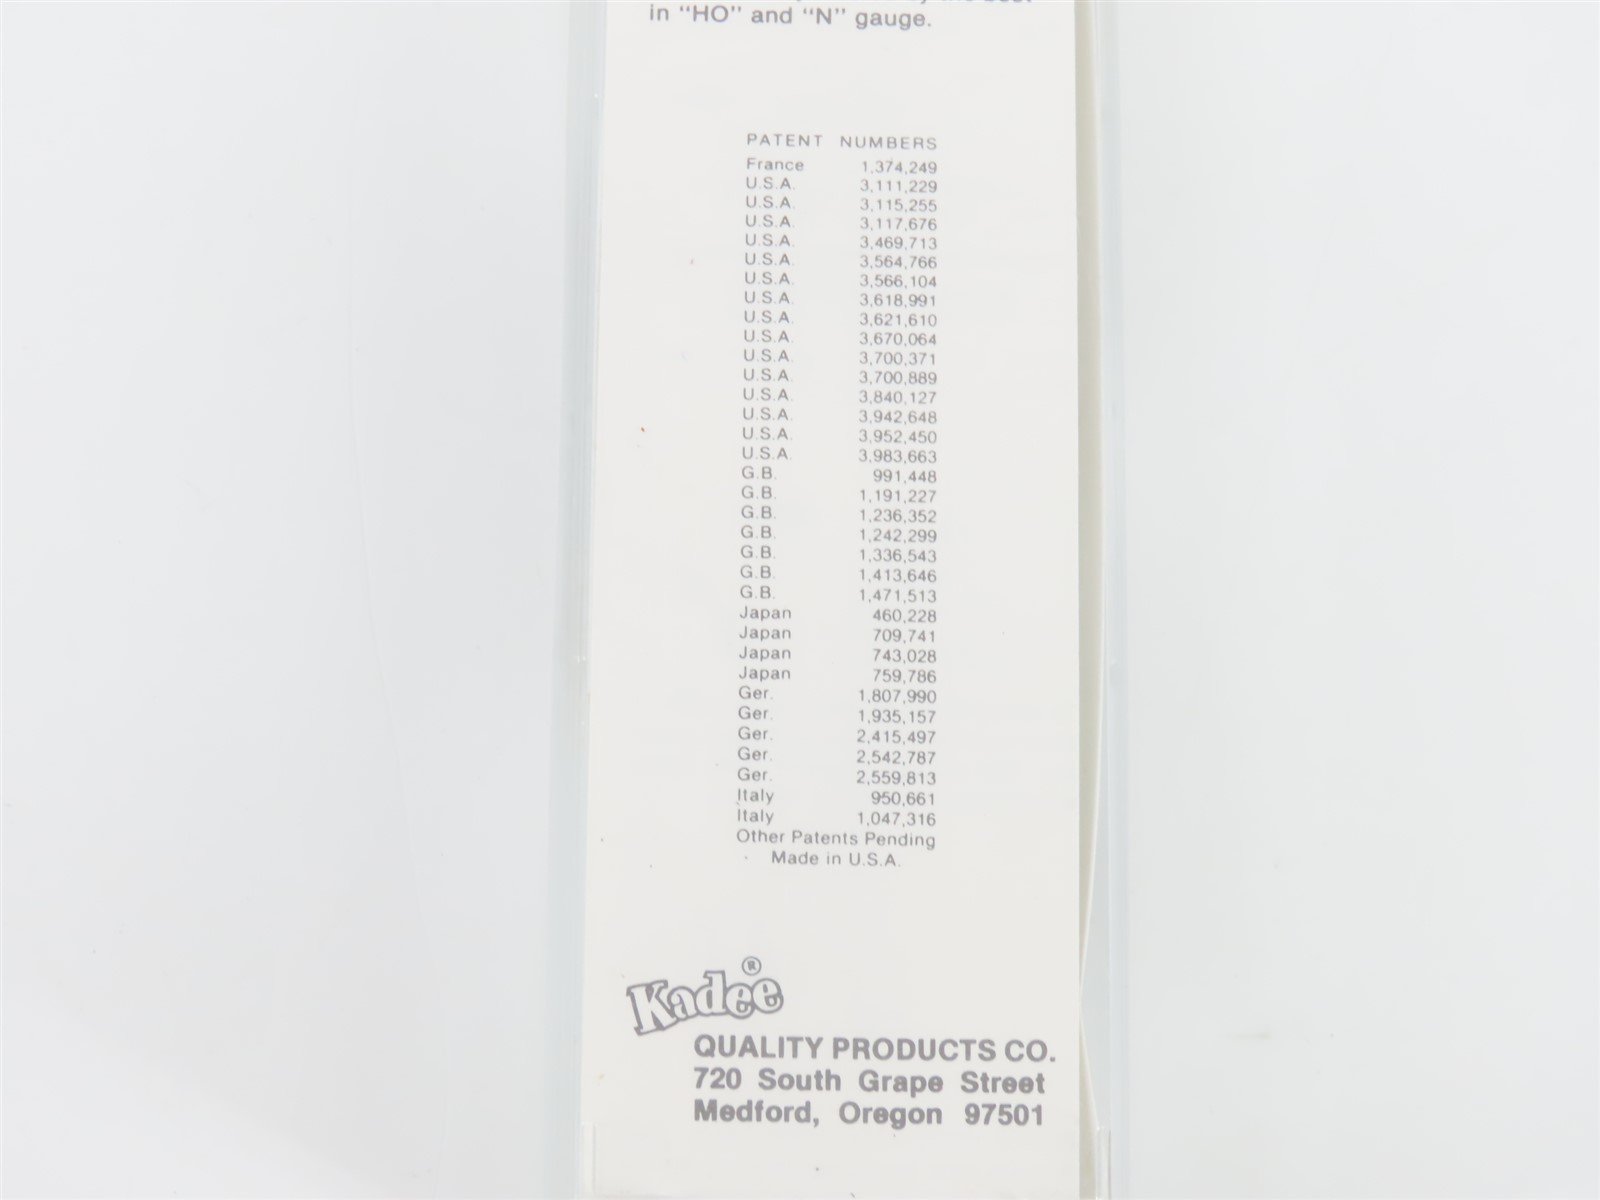 in "HO" and "N" gauge.
PATENT NUMBERS
France 1,374,249
U.S.A. 3,111,229
U.S.A. 3,115,255
U.S.A. 3,117,676
U.S.A. 3,469,713
U.S.A. 3,564,766
U.S.A. 3,566,104
U.S.A. 3,618,991
U.S.A. 3,621,610
U.S.A. 3,670,064
U.S.A. 3,700,371
U.S.A. 3,700,889
U.S.A. 3,840,127
U.S.A. 3,942,648
U.S.A. 3,952,450
U.S.A. 3,983,663
G.B. 991,448
G.B. 1,191,227
G.B. 1,236,352
G.B. 1,242,299
G.B. 1,336,543
G.B. 1,413,646
G.B. 1,471,513
Japan 460,228
Japan 709,741
Japan 743,028
Japan 759,786
Ger. 1,807,990
Ger. 1,935,157
Ger. 2,415,497
Ger. 2,542,787
Ger. 2,559,813
Italy 950,661
Italy 1,047,316
Other Patents Pending
Made in U.S.A.
Kadee®
QUALITY PRODUCTS CO.
720 South Grape Street
Medford, Oregon 97501